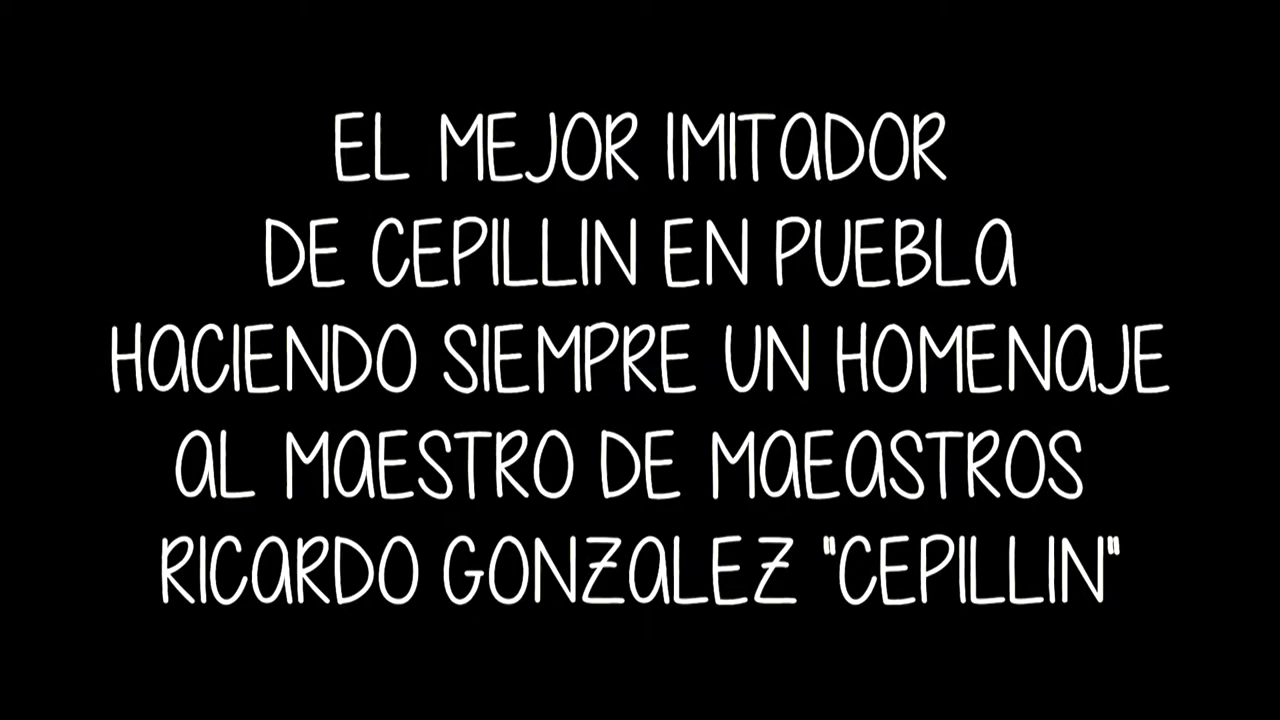 EL MEJOR IMITADOR
DE CEPILLIN EN PUEBLA
HACIENDO SIEMPRE UN HOMENAJE
AL MAESTRO DE MAEASTROS
RICARDO GONZALEZ "CEPILLIN"